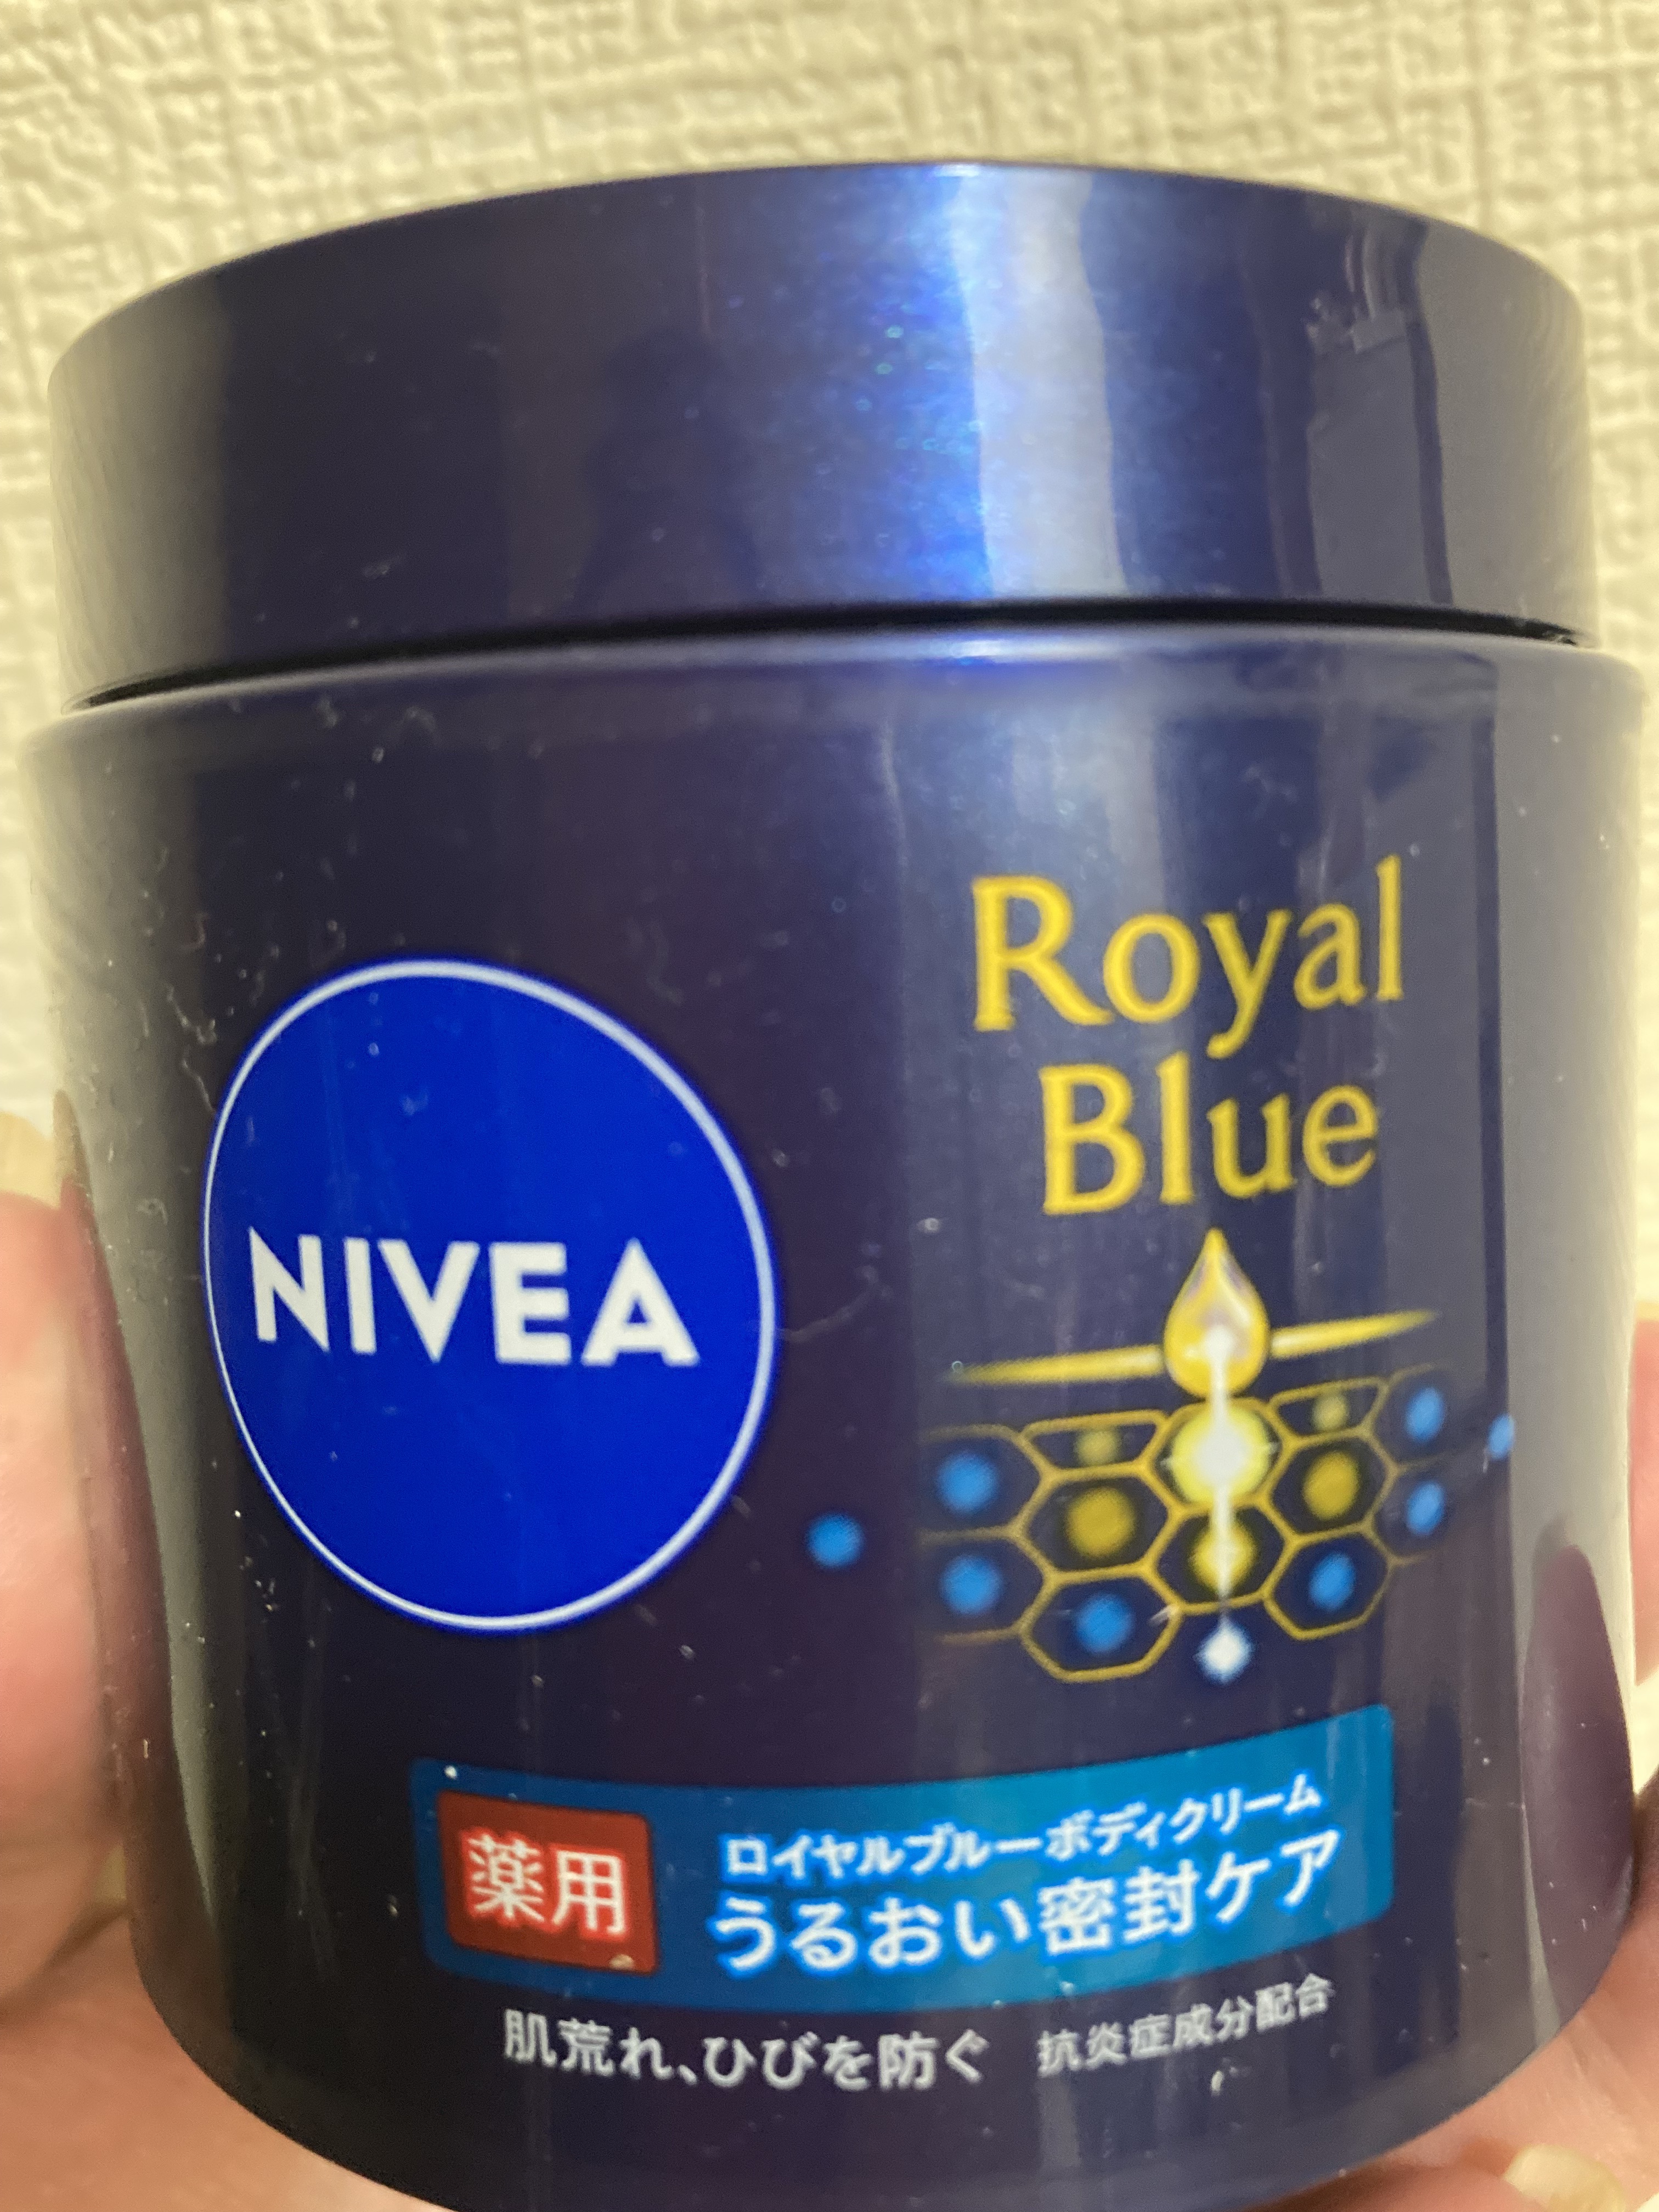 NIVEA
Royal
Blue
薬用
ロイヤルブルーボディクリーム
うるおい密封ケア
肌荒れ、ひびを防ぐ 抗炎症成分配合